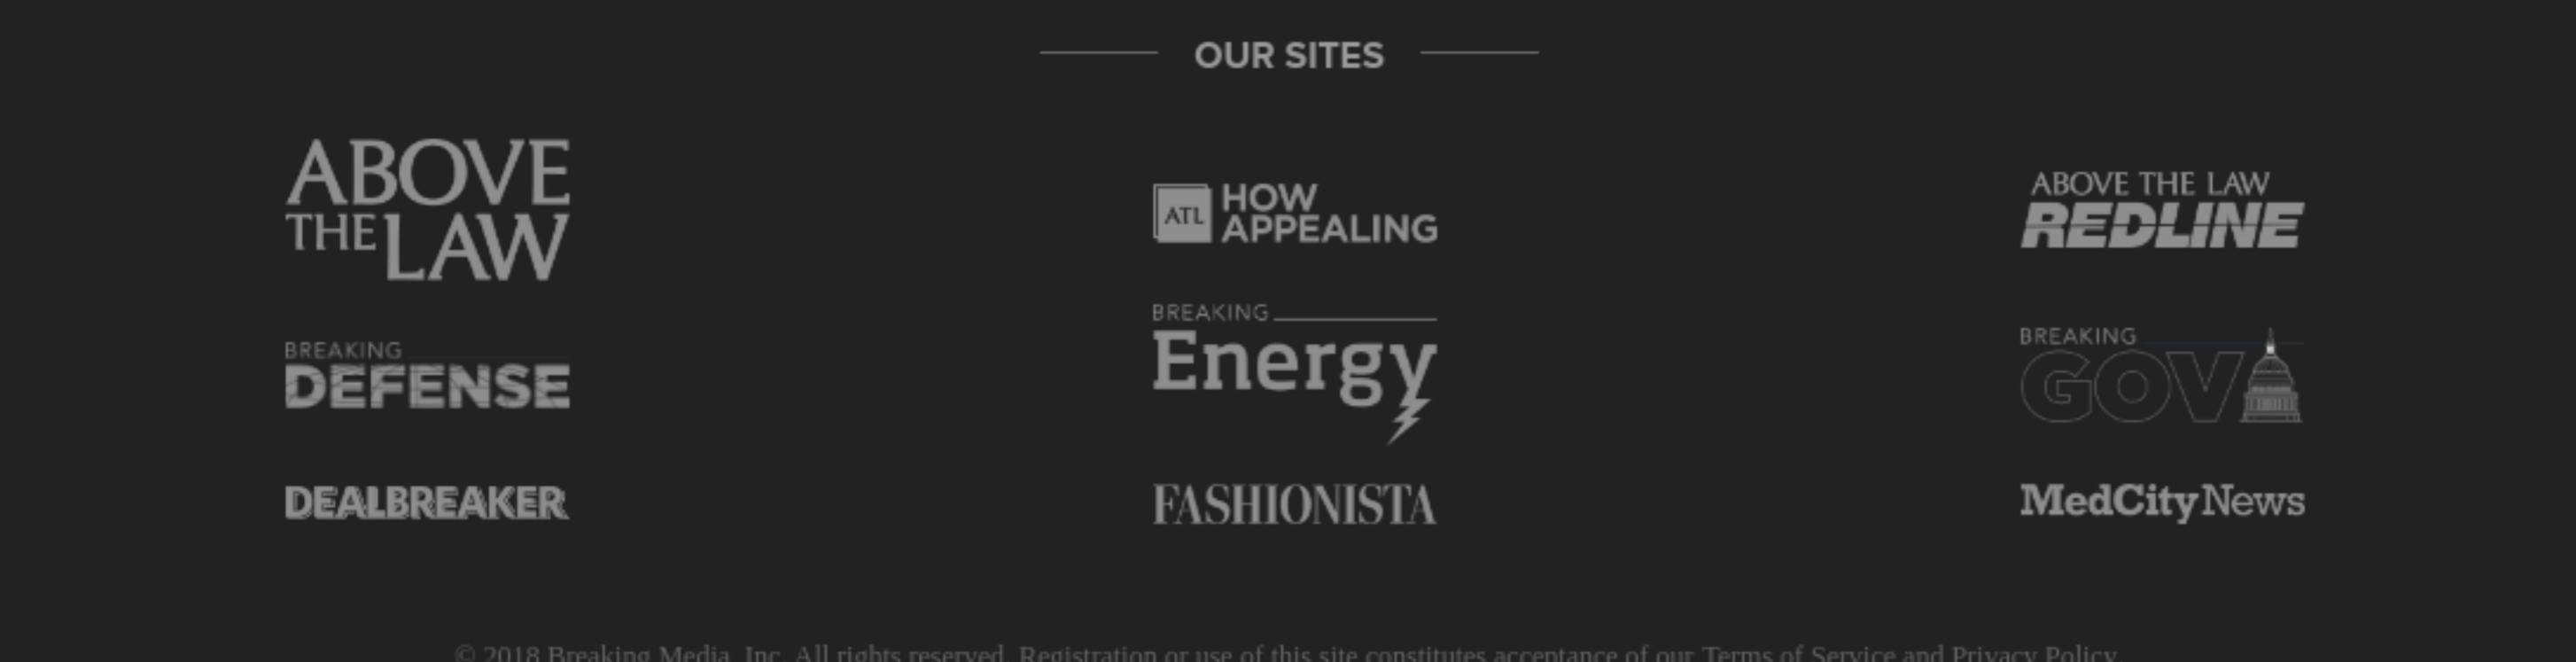 OUR SITES
ABOVE
THE LAW
ATL HOW
APPEALING
ABOVE THE LAW
REDLINE
BREAKING
DEFENSE
BREAKING
Energy
BREAKING
GOV
DEALBREAKER
FASHIONISTA
MedCityNews
© 2018 Breaking Media, Inc. All rights reserved. Registration or use of this site constitutes acceptance of our Terms of Service and Privacy Policy.